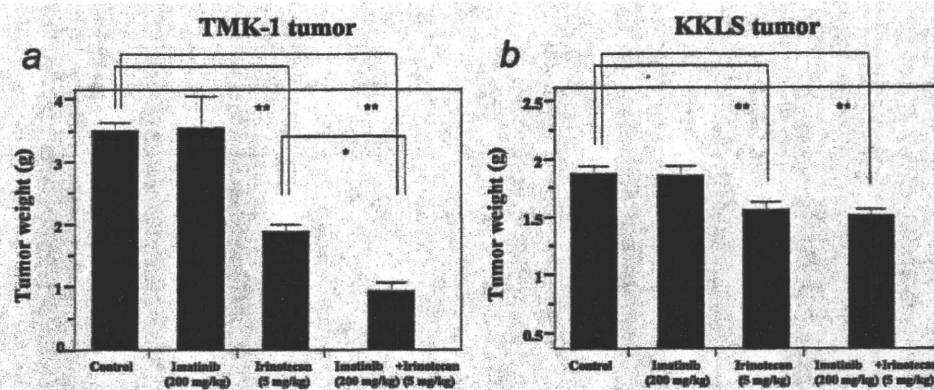 TMK-1 tumor
a
Tumor weight (g)
4
3
2
1
0
**
**
*
Control
Imatinib
(200 mg/kg)
Irinotecan
(5 mg/kg)
Imatinib +Irinotecan
(200 mg/kg) (5 mg/kg)
KKLS tumor
b
Tumor weight (g)
2.5
2
1.5
1
0.5
**
**
Control
Imatinib
(200 mg/kg)
Irinotecan
(5 mg/kg)
Imatinib +Irinotecan
(200 mg/kg) (5 mg/kg)